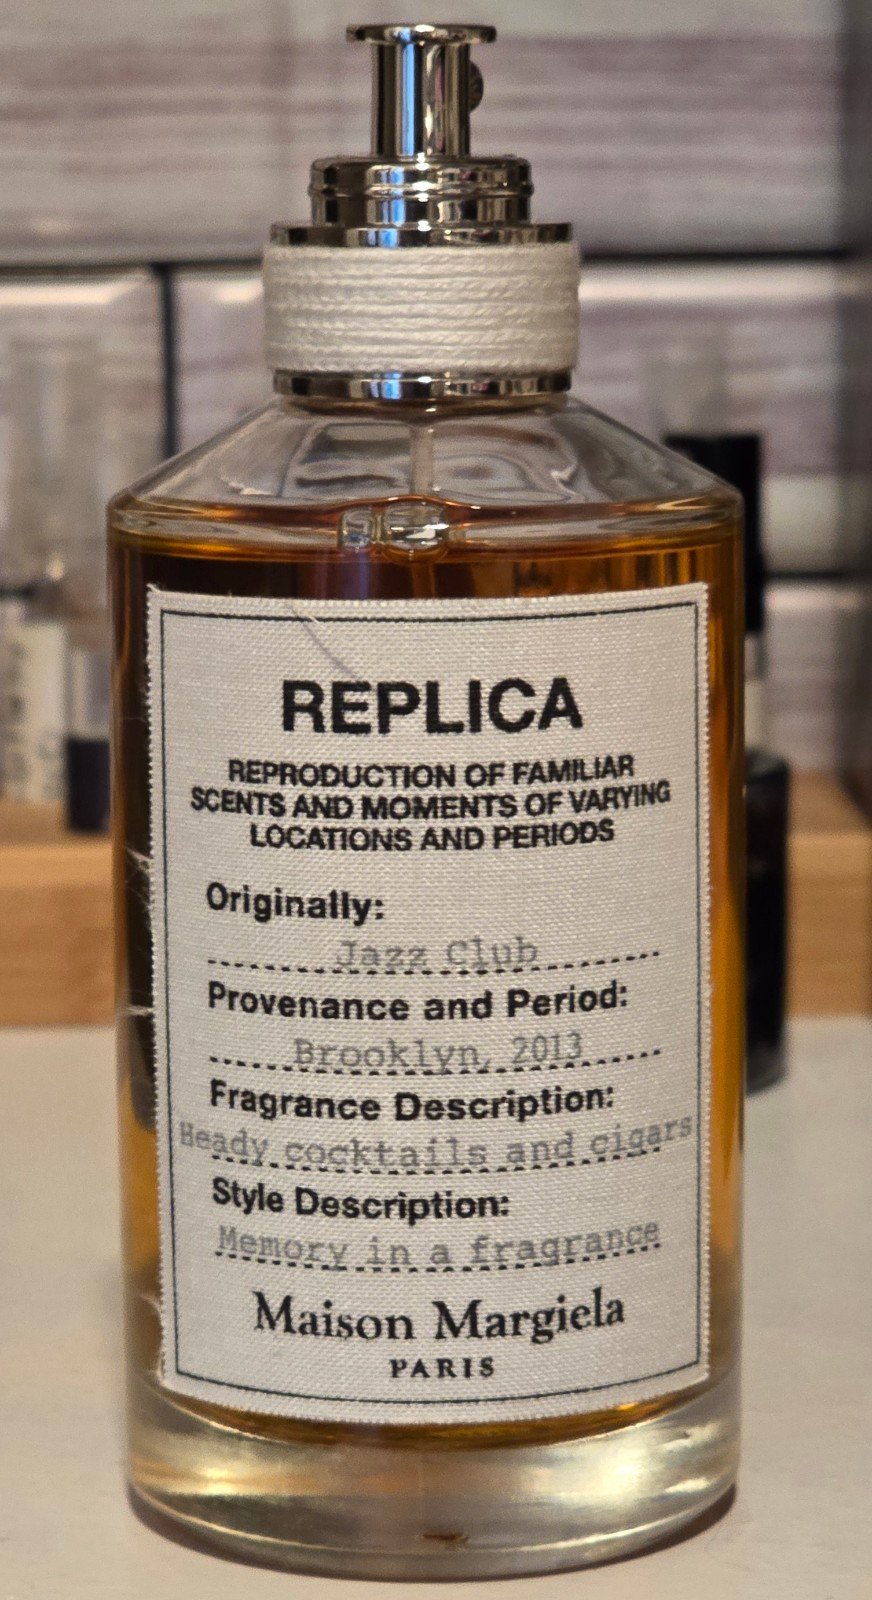 REPLICA
REPRODUCTION OF FAMILIAR
SCENTS AND MOMENTS OF VARYING
LOCATIONS AND PERIODS
Originally:
Jazz Club
Provenance and Period:
Brooklyn, 2013
Fragrance Description:
Heady cocktails and cigars
Style Description:
Memory in a fragrance
Maison Margiela
PARIS